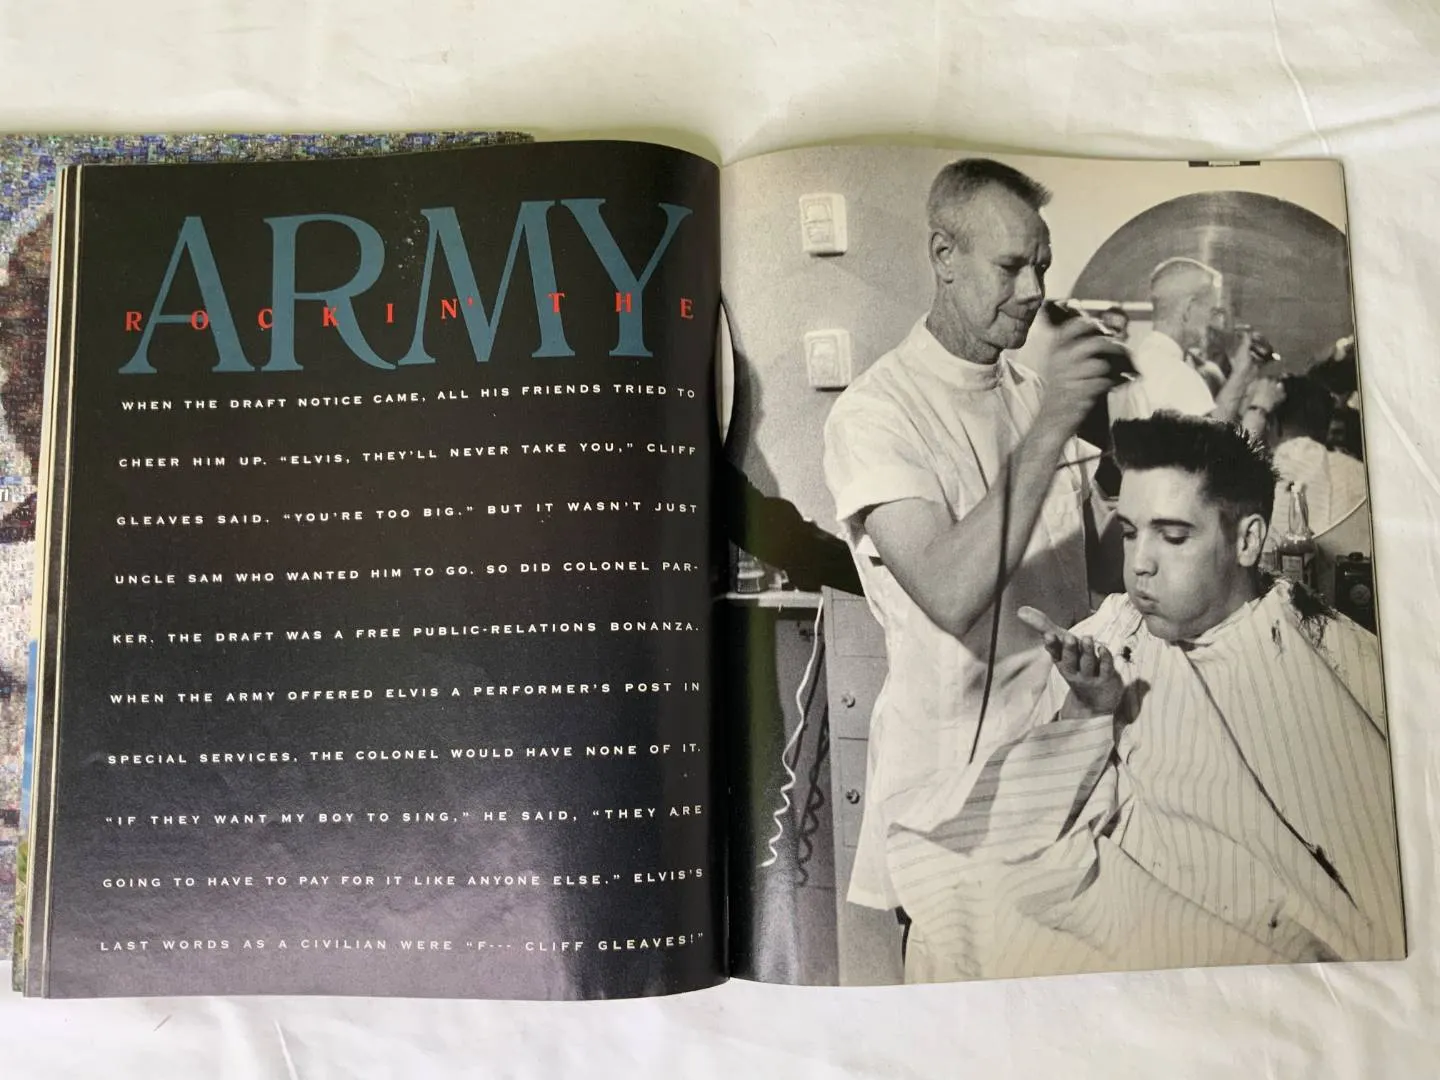 ARMY
ROCKIN' THE
WHEN THE DRAFT NOTICE CAME, ALL HIS FRIENDS TRIED TO
CHEER HIM UP. “ELVIS, THEY'LL NEVER TAKE YOU,” CLIFF
GLEAVES SAID. “YOU'RE TOO BIG.” BUT IT WASN'T JUST
UNCLE SAM WHO WANTED HIM TO GO. SO DID COLONEL PAR-
KER. THE DRAFT WAS A FREE PUBLIC-RELATIONS BONANZA.
WHEN THE ARMY OFFERED ELVIS A PERFORMER'S POST IN
SPECIAL SERVICES, THE COLONEL WOULD HAVE NONE OF IT.
“IF THEY WANT MY BOY TO SING,” HE SAID, “THEY ARE
GOING TO HAVE TO PAY FOR IT LIKE ANYONE ELSE.” ELVIS'S
LAST WORDS AS A CIVILIAN WERE “F--- CLIFF GLEAVES!”